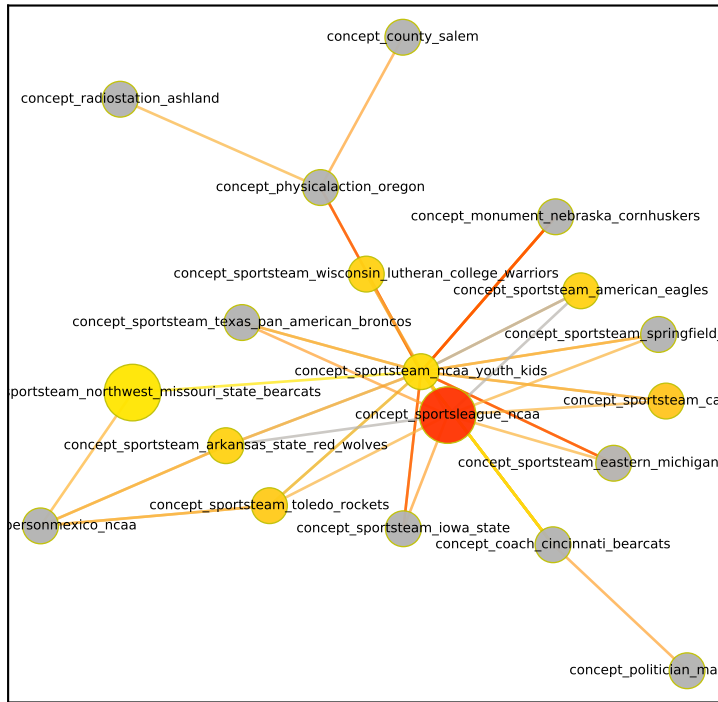 concept_county_salem
concept_radiostation_ashland
concept_physicalaction_oregon
concept_monument_nebraska_cornhuskers
concept_sportsteam_wisconsin_lutheran_college_warriors
concept_sportsteam_american_eagles
concept_sportsteam_texas_pan_american_broncos
concept_sportsteam_springfield_
concept_sportsteam_ncaa_youth_kids
sportsteam_northwest_missouri_state_bearcats
concept_sportsteam_ca
concept_sportsleague_ncaa
concept_sportsteam_arkansas_state_red_wolves
concept_sportsteam_eastern_michigan
concept_sportsteam_toledo_rockets
personmexico_ncaa
concept_sportsteam_iowa_state
concept_coach_cincinnati_bearcats
concept_politician_ma